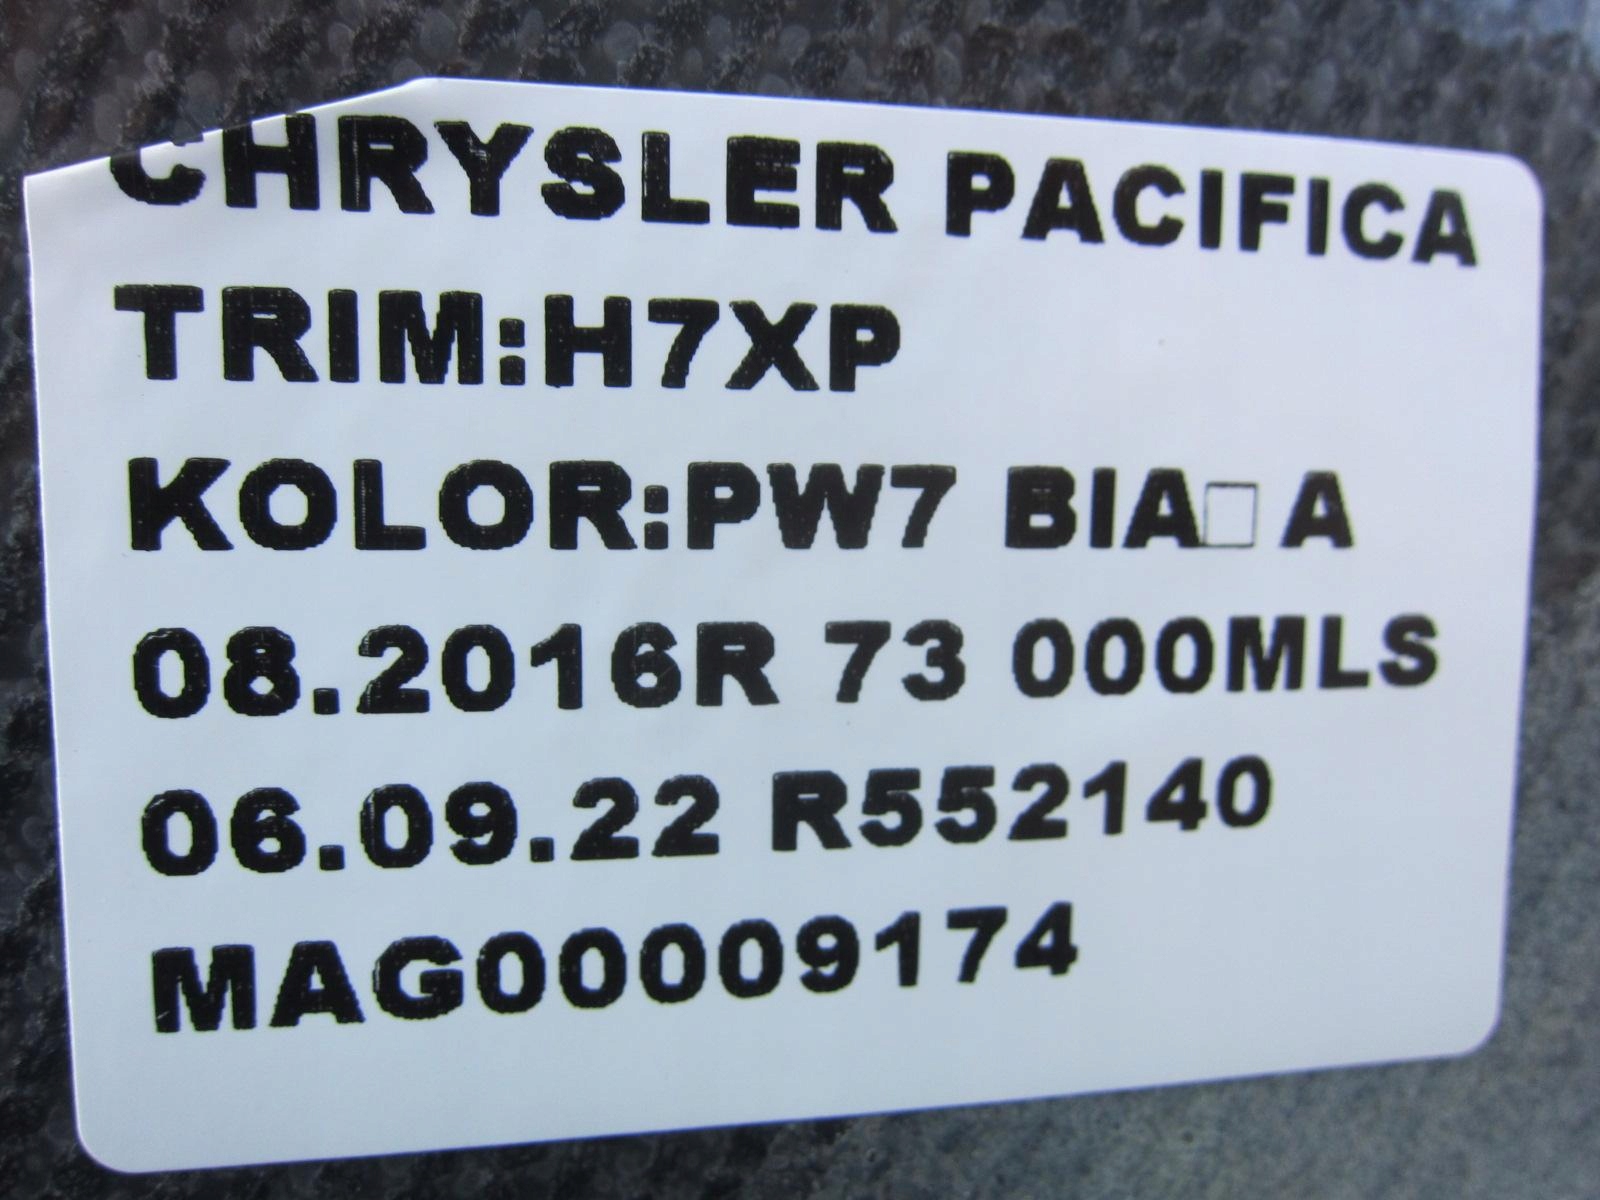 CHRYSLER PACIFICA
TRIM:H7XP
KOLOR:PW7 BIA□ A
08.2016R 73 000MLS
06.09.22 R552140
MAG00009174